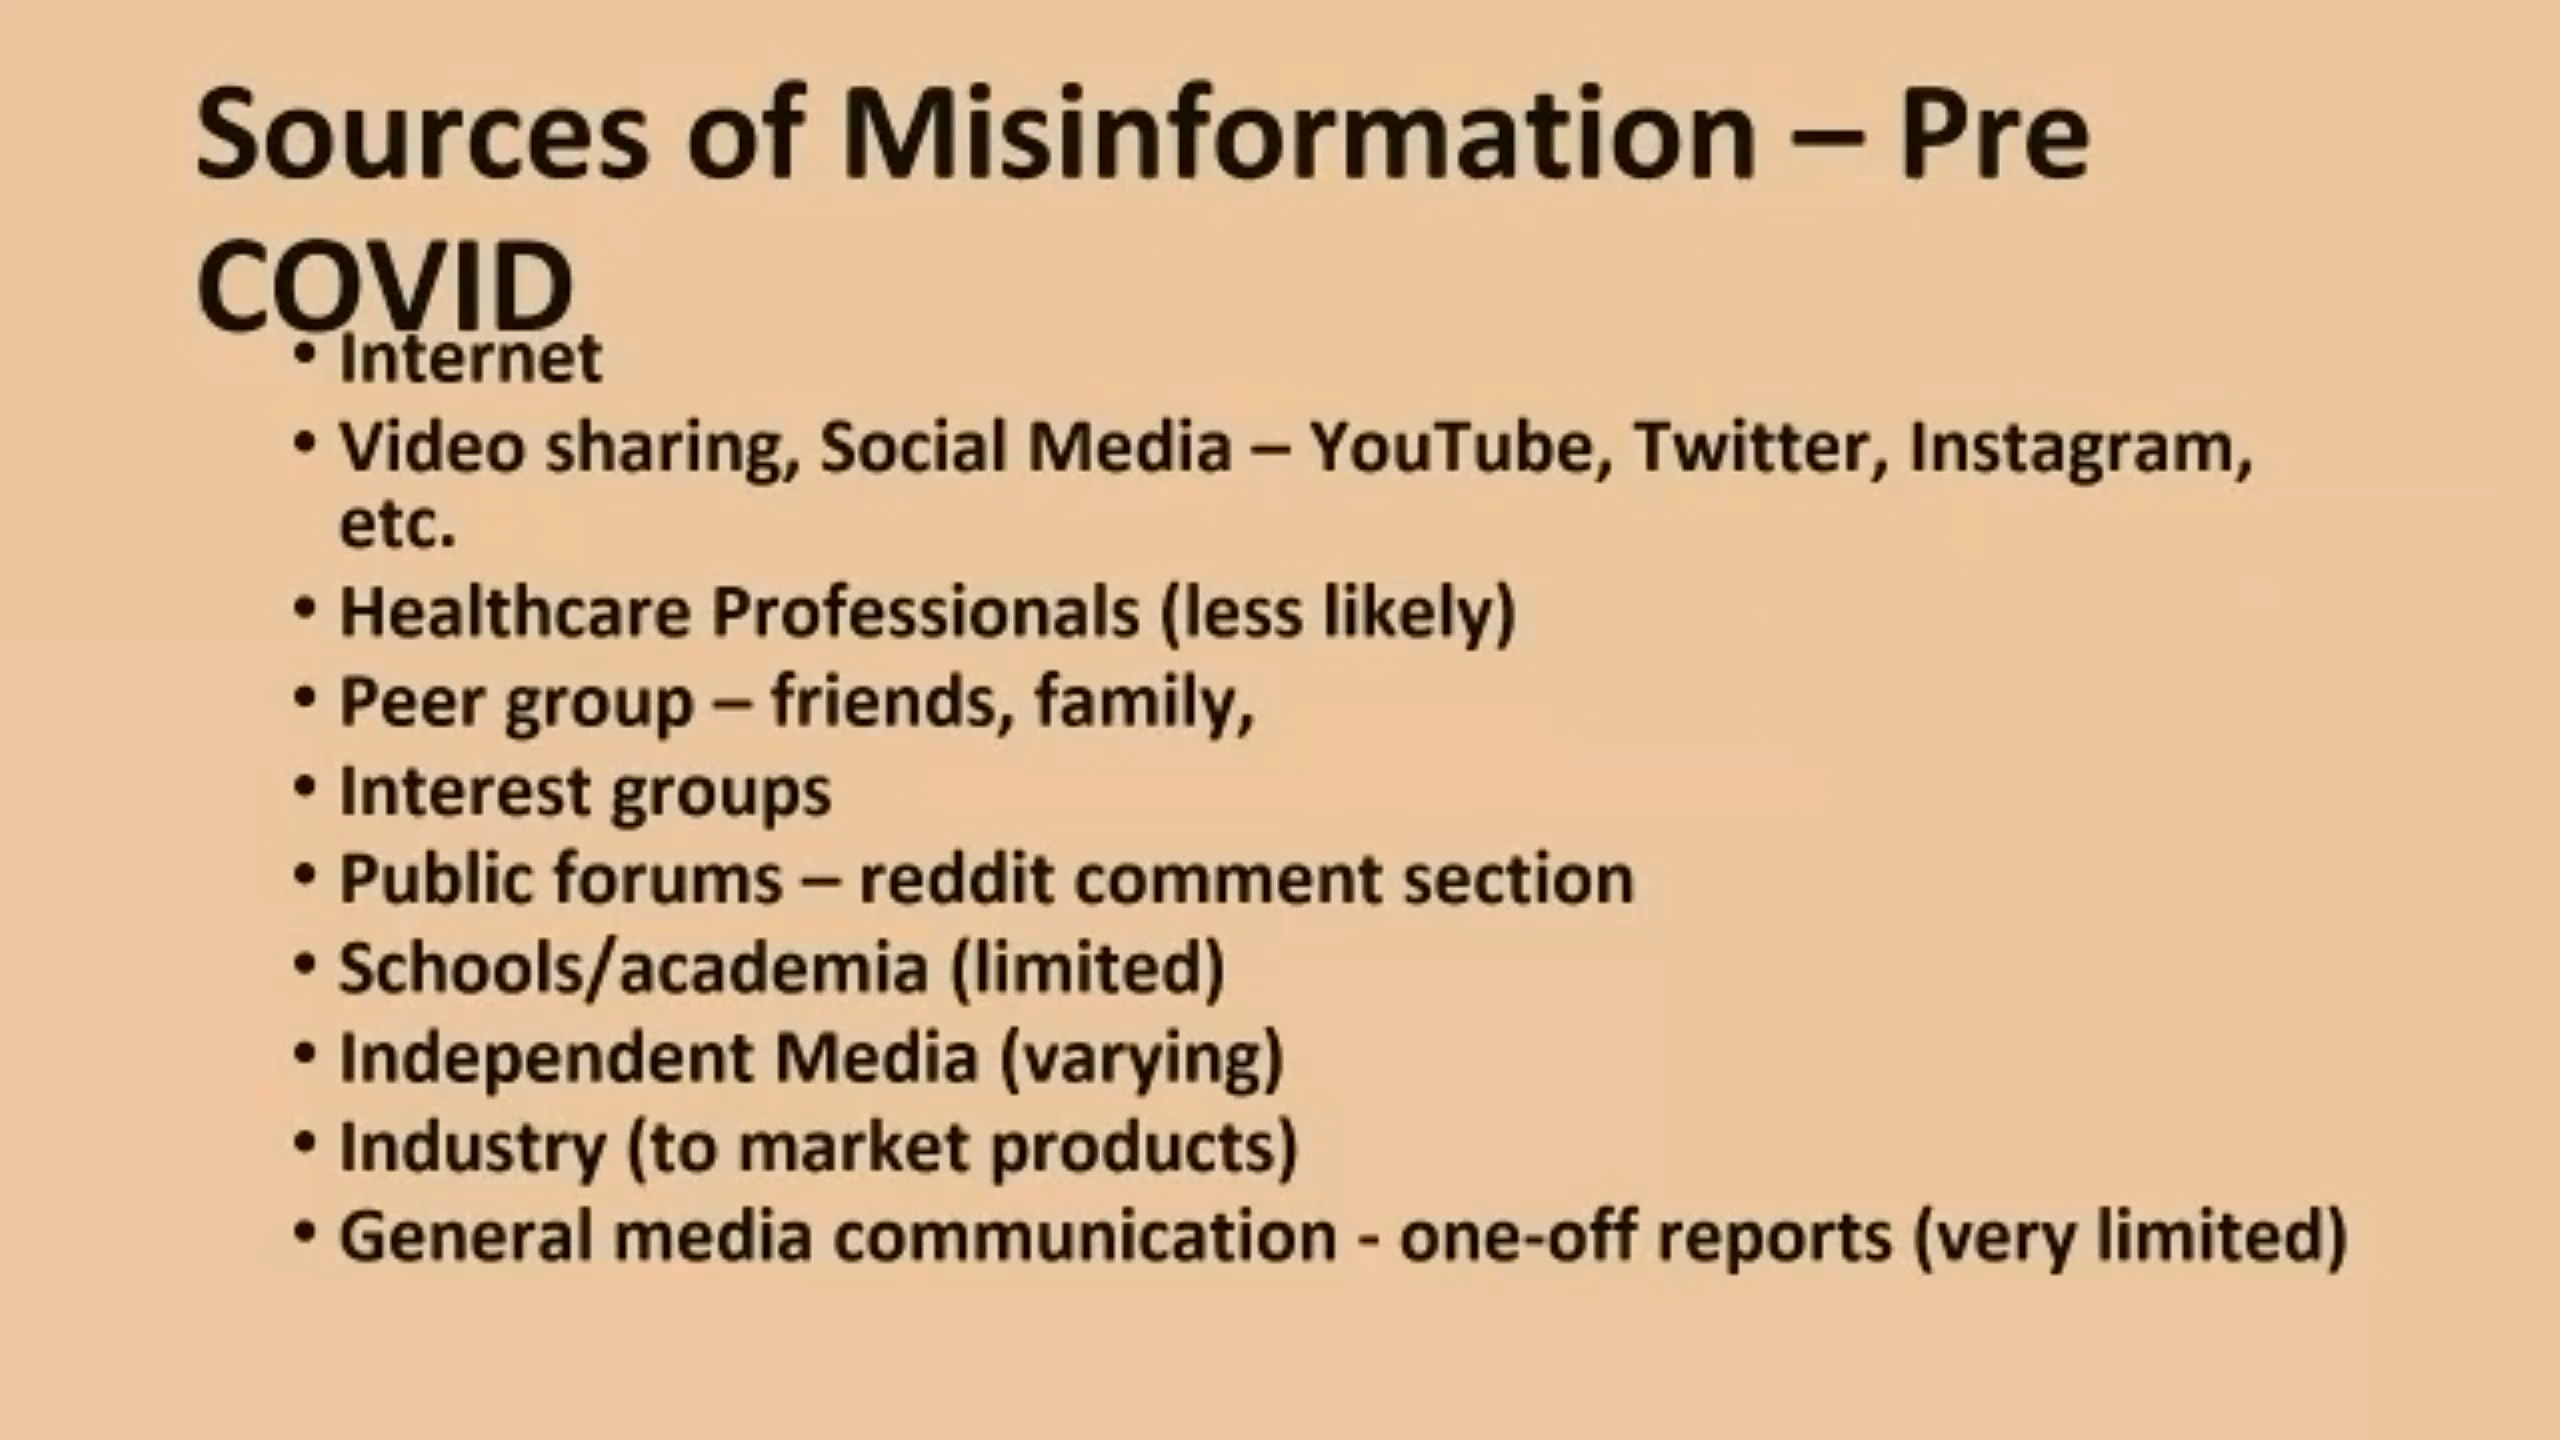 Sources of Misinformation – Pre
COVID
• Internet
• Video sharing, Social Media – YouTube, Twitter, Instagram,
etc.
• Healthcare Professionals (less likely)
• Peer group – friends, family,
• Interest groups
• Public forums – reddit comment section
• Schools/academia (limited)
• Independent Media (varying)
• Industry (to market products)
• General media communication - one-off reports (very limited)